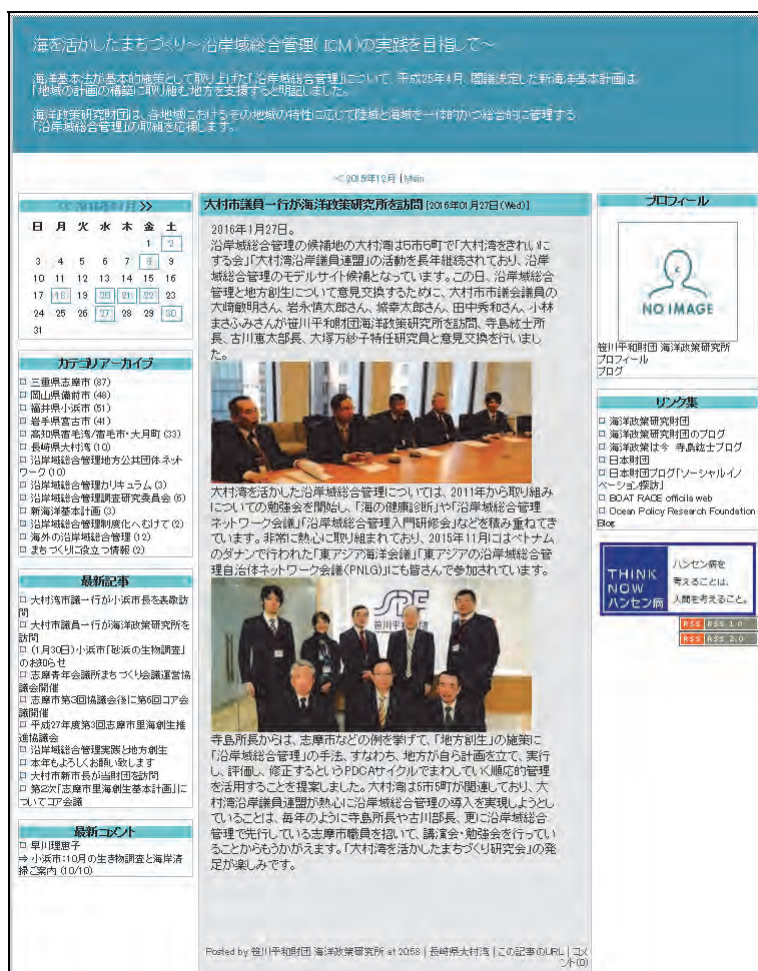 海を活かしたまちづくり～沿岸域総合管理(ICM)の実践を目指して～
海洋基本法が基本的施策として取り上げた「沿岸域総合管理」について、平成25年4月、閣議決定した新海洋基本計画は、
「地域の計画の構築に取り組む地方を支援すると明記しました。
海洋政策研究財団は、各地域におけるその地域の特性に応じて陸域と海域を一体的かつ総合的に管理する
「沿岸域総合管理」の取組を応援します。
< 2015年12月 | Main
<< 2016年01月 >>
日 月 火 水 木 金 土
1 2
3 4 5 6 7 8 9
10 11 12 13 14 15 16
17 18 19 20 21 22 23
24 25 26 27 28 29 30
31
カテゴリアーカイブ
三重県志摩市 (87)
岡山県備前市 (48)
福井県小浜市 (51)
岩手県宮古市 (41)
高知県宿毛湾/宿毛市・大月町 (33)
長崎県大村湾 (10)
沿岸域総合管理地方公共団体ネット
ワーク (10)
沿岸域総合管理カリキュラム (3)
沿岸域総合管理調査研究委員会 (6)
新海洋基本計画 (3)
沿岸域総合管理制度化へむけて (2)
海外の沿岸域総合管理 (12)
まちづくりに役立つ情報 (2)
最新記事
大村湾市議一行が小浜市長を表敬訪
問
大村市議員一行が海洋政策研究所を
訪問
(1月30日)小浜市「砂浜の生物調査」
のお知らせ
志摩青年会議所まちづくり会議運営協
議会開催
志摩市第3回協議会後に第6回コア会
議開催
平成27年度第3回志摩市里海創生推
進協議会
沿岸域総合管理実践と地方創生
本年もよろしくお願い致します
大村市新市長が当財団を訪問
第2次「志摩市里海創生基本計画」に
ついてコア会議
最新コメント
早川理恵子
⇒ 小浜市:10月の生き物調査と海岸清
掃ご案内 (10/10)
大村市議員一行が海洋政策研究所を訪問 [2016年01月27日(Wed)]
2016年1月27日。
沿岸域総合管理の候補地の大村湾は5市5町で「大村湾をきれいに
する会」「大村湾沿岸議員連盟」の活動を長年継続されており、沿岸
域総合管理のモデルサイト候補となっています。この日、沿岸域総合
管理と地方創生について意見交換するために、大村市市議会議員の
大崎敏明さん、岩永慎太郎さん、城幸太郎さん、田中秀和さん、小林
まさふみさんが笹川平和財団海洋政策研究所を訪問、寺島紘士所
長、古川恵太部長、大塚万紗子特任研究員と意見交換を行いまし
た。
大村湾を活かした沿岸域総合管理については、2011年から取り組み
についての勉強会を開始し、「海の健康診断」や「沿岸域総合管理
ネットワーク会議」「沿岸域総合管理入門研修会」などを積み重ねてき
ています。非常に熱心に取り組まれており、2015年11月にはベトナム
のダナンで行われた「東アジア海洋会議」「東アジアの沿岸域総合管
理自治体ネットワーク会議(PNLG)」にも皆さんで参加されています。
SPF
笹川平和財団
寺島所長からは、志摩市などの例を挙げて、「地方創生」の施策に
「沿岸域総合管理」の手法、すなわち、地方が自ら計画を立て、実行
し、評価し、修正するというPDCAサイクルでまわしていく順応的管理
を活用することを提案しました。大村湾は5市5町が関連しており、大
村湾沿岸議員連盟が熱心に沿岸域総合管理の導入を実現しようとし
ていることは、毎年のように寺島所長や古川部長、更に沿岸域総合
管理で先行している志摩市職員を招いて、講演会・勉強会を行ってい
ることからもうかがえます。「大村湾を活かしたまちづくり研究会」の発
足が楽しみです。
Posted by 笹川平和財団 海洋政策研究所 at 20:58 | 長崎県大村湾 | この記事のURL | コメ
ント(0)
プロフィール
NO IMAGE
笹川平和財団 海洋政策研究所
プロフィール
ブログ
リンク集
海洋政策研究財団
海洋政策研究財団のブログ
海洋政策は今 寺島紘士ブログ
日本財団
日本財団ブログ「ソーシャルイノ
ベーション探訪」
BOAT RACE official web
Ocean Policy Research Foundation
Blog
THINK
NOW
ハンセン病
ハンセン病を
考えることは、
人間を考えること。
RSS RSS 1.0
RSS RSS 2.0